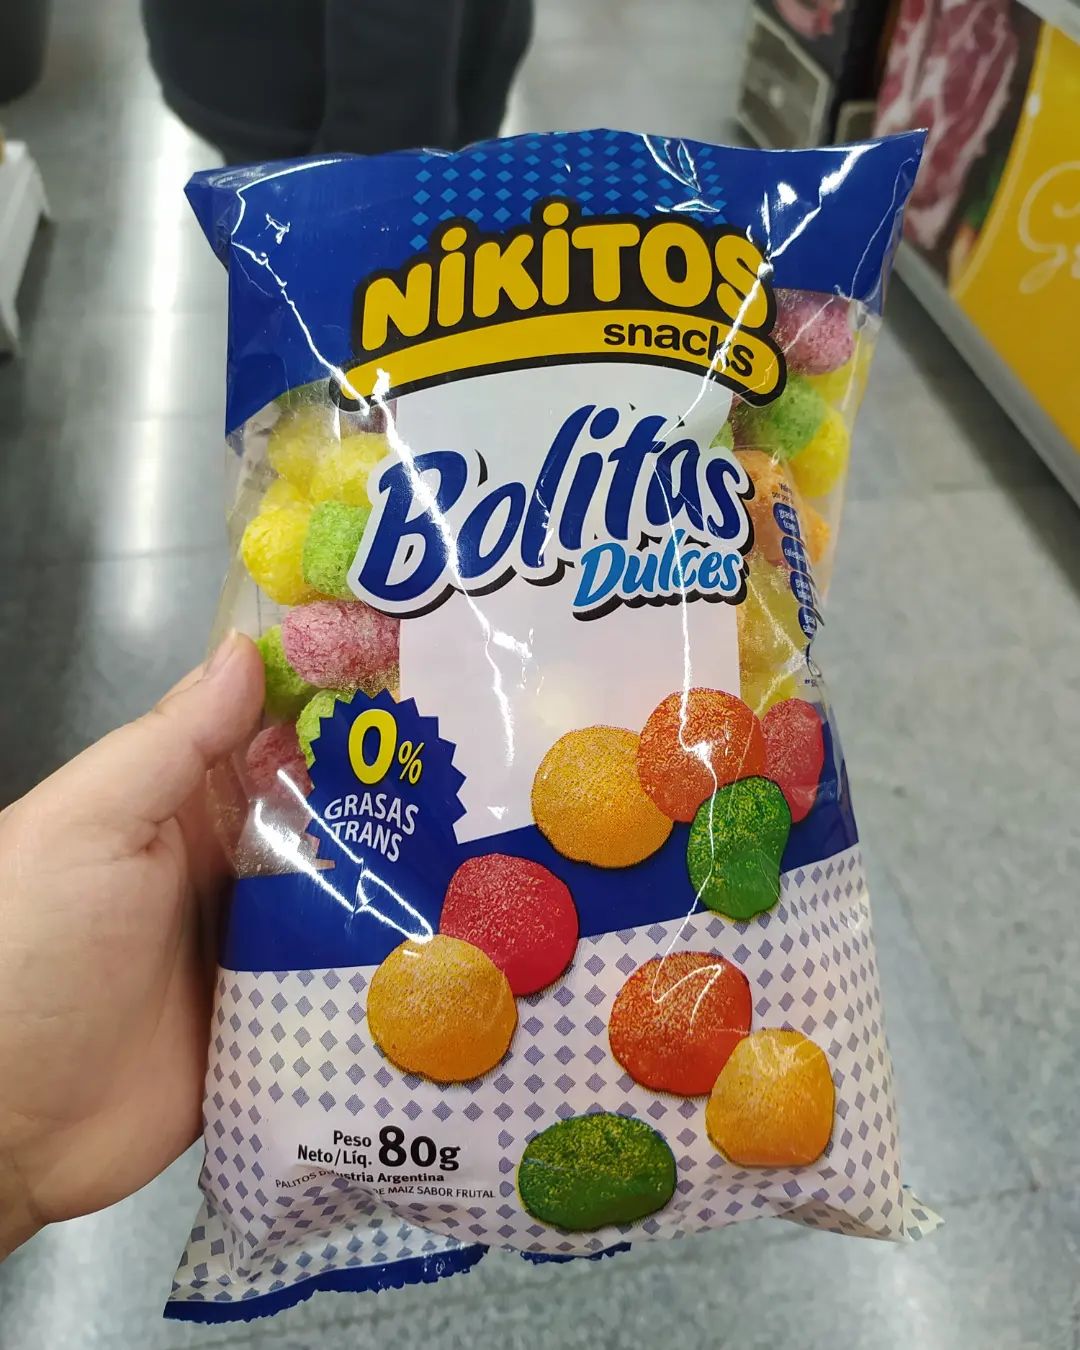 NiKiTOS
snacks
Bolitas
Dulces
0%
GRASAS
TRANS
Peso
Neto/Líq. 80g
Industria Argentina
PALITOS DE MAIZ SABOR FRUTAL